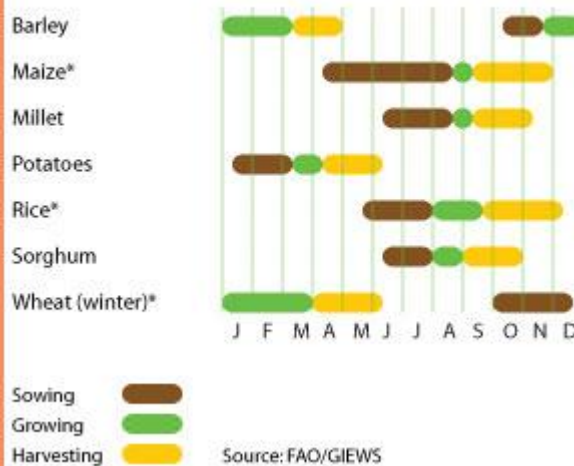 Barley
Maize*
Millet
Potatoes
Rice*
Sorghum
Wheat (winter)*
J F M A M J J A S O N D
Sowing
Growing
Harvesting
Source: FAO/GIEWS